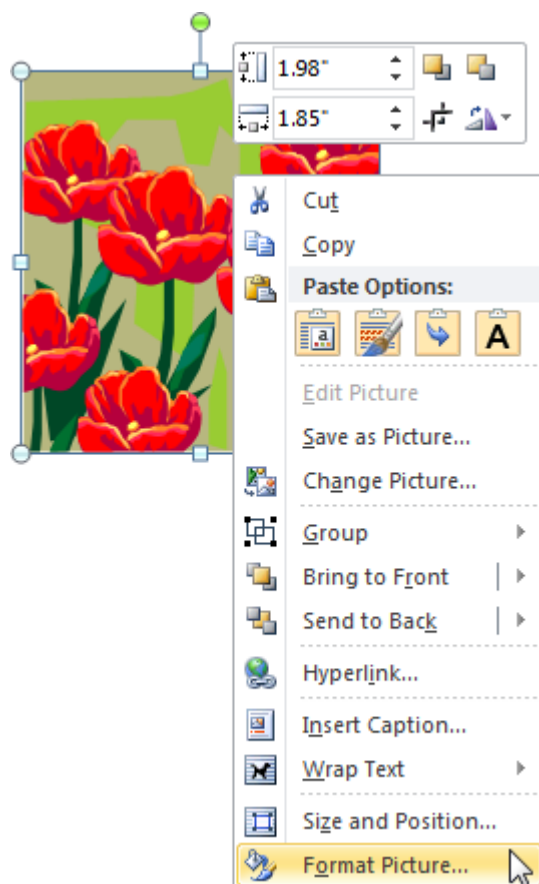 1.98"
1.85"
Cut
Copy
Paste Options:
a
A
Edit Picture
Save as Picture...
Change Picture...
Group
Bring to Front
Send to Back
Hyperlink...
Insert Caption...
Wrap Text
Size and Position...
Format Picture...